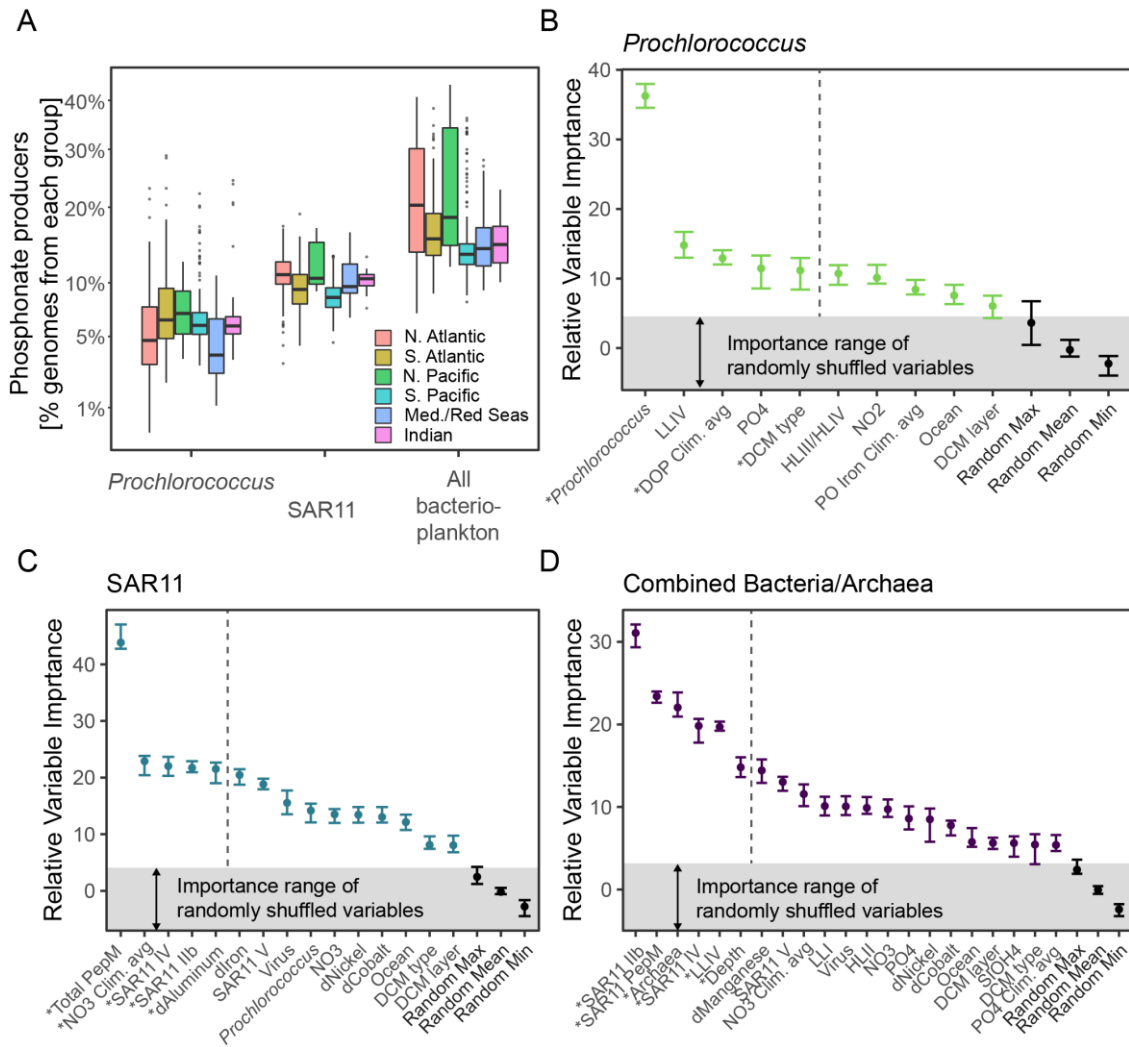 A
Phosphonate producers
[% genomes from each group]
40%
30%
20%
10%
5%
1%
N. Atlantic
S. Atlantic
N. Pacific
S. Pacific
Med./Red Seas
Indian
Prochlorococcus
SAR11
All
bacterio-
plankton
B
Prochlorococcus
Relative Variable Imprtance
40
30
20
10
0
Importance range of
randomly shuffled variables
*Prochlorococcus
LLIV
*DOP Clim. avg
PO4
*DCM type
HLIII/HLIV
NO2
PO Iron Clim. avg
Ocean
DCM layer
Random Max
Random Mean
Random Min
C
SAR11
Relative Variable Imprtance
40
30
20
10
0
Importance range of
randomly shuffled variables
*Total PepM
*NO3 Clim. avg
*SAR11 IV
*SAR11 IIb
*dAluminum
dIron
SAR11 V
Virus
Prochlorococcus
NO3
dNickel
dCobalt
Ocean
DCM type
DCM layer
Random Max
Random Mean
Random Min
D
Combined Bacteria/Archaea
Relative Variable Imprtance
30
20
10
0
Importance range of
randomly shuffled variables
*SAR11 IIb
*SAR11 PepM
*Archaea
*SAR11 IV
*LLIV
*Depth
dManganese
SAR11 V
NO3 Clim. avg
LLI
Virus
HLII
NO3
PO4
dNickel
dCobalt
Ocean
DCM layer
SIOH4
DCM type
PO4 Clim. avg
Random Max
Random Mean
Random Min